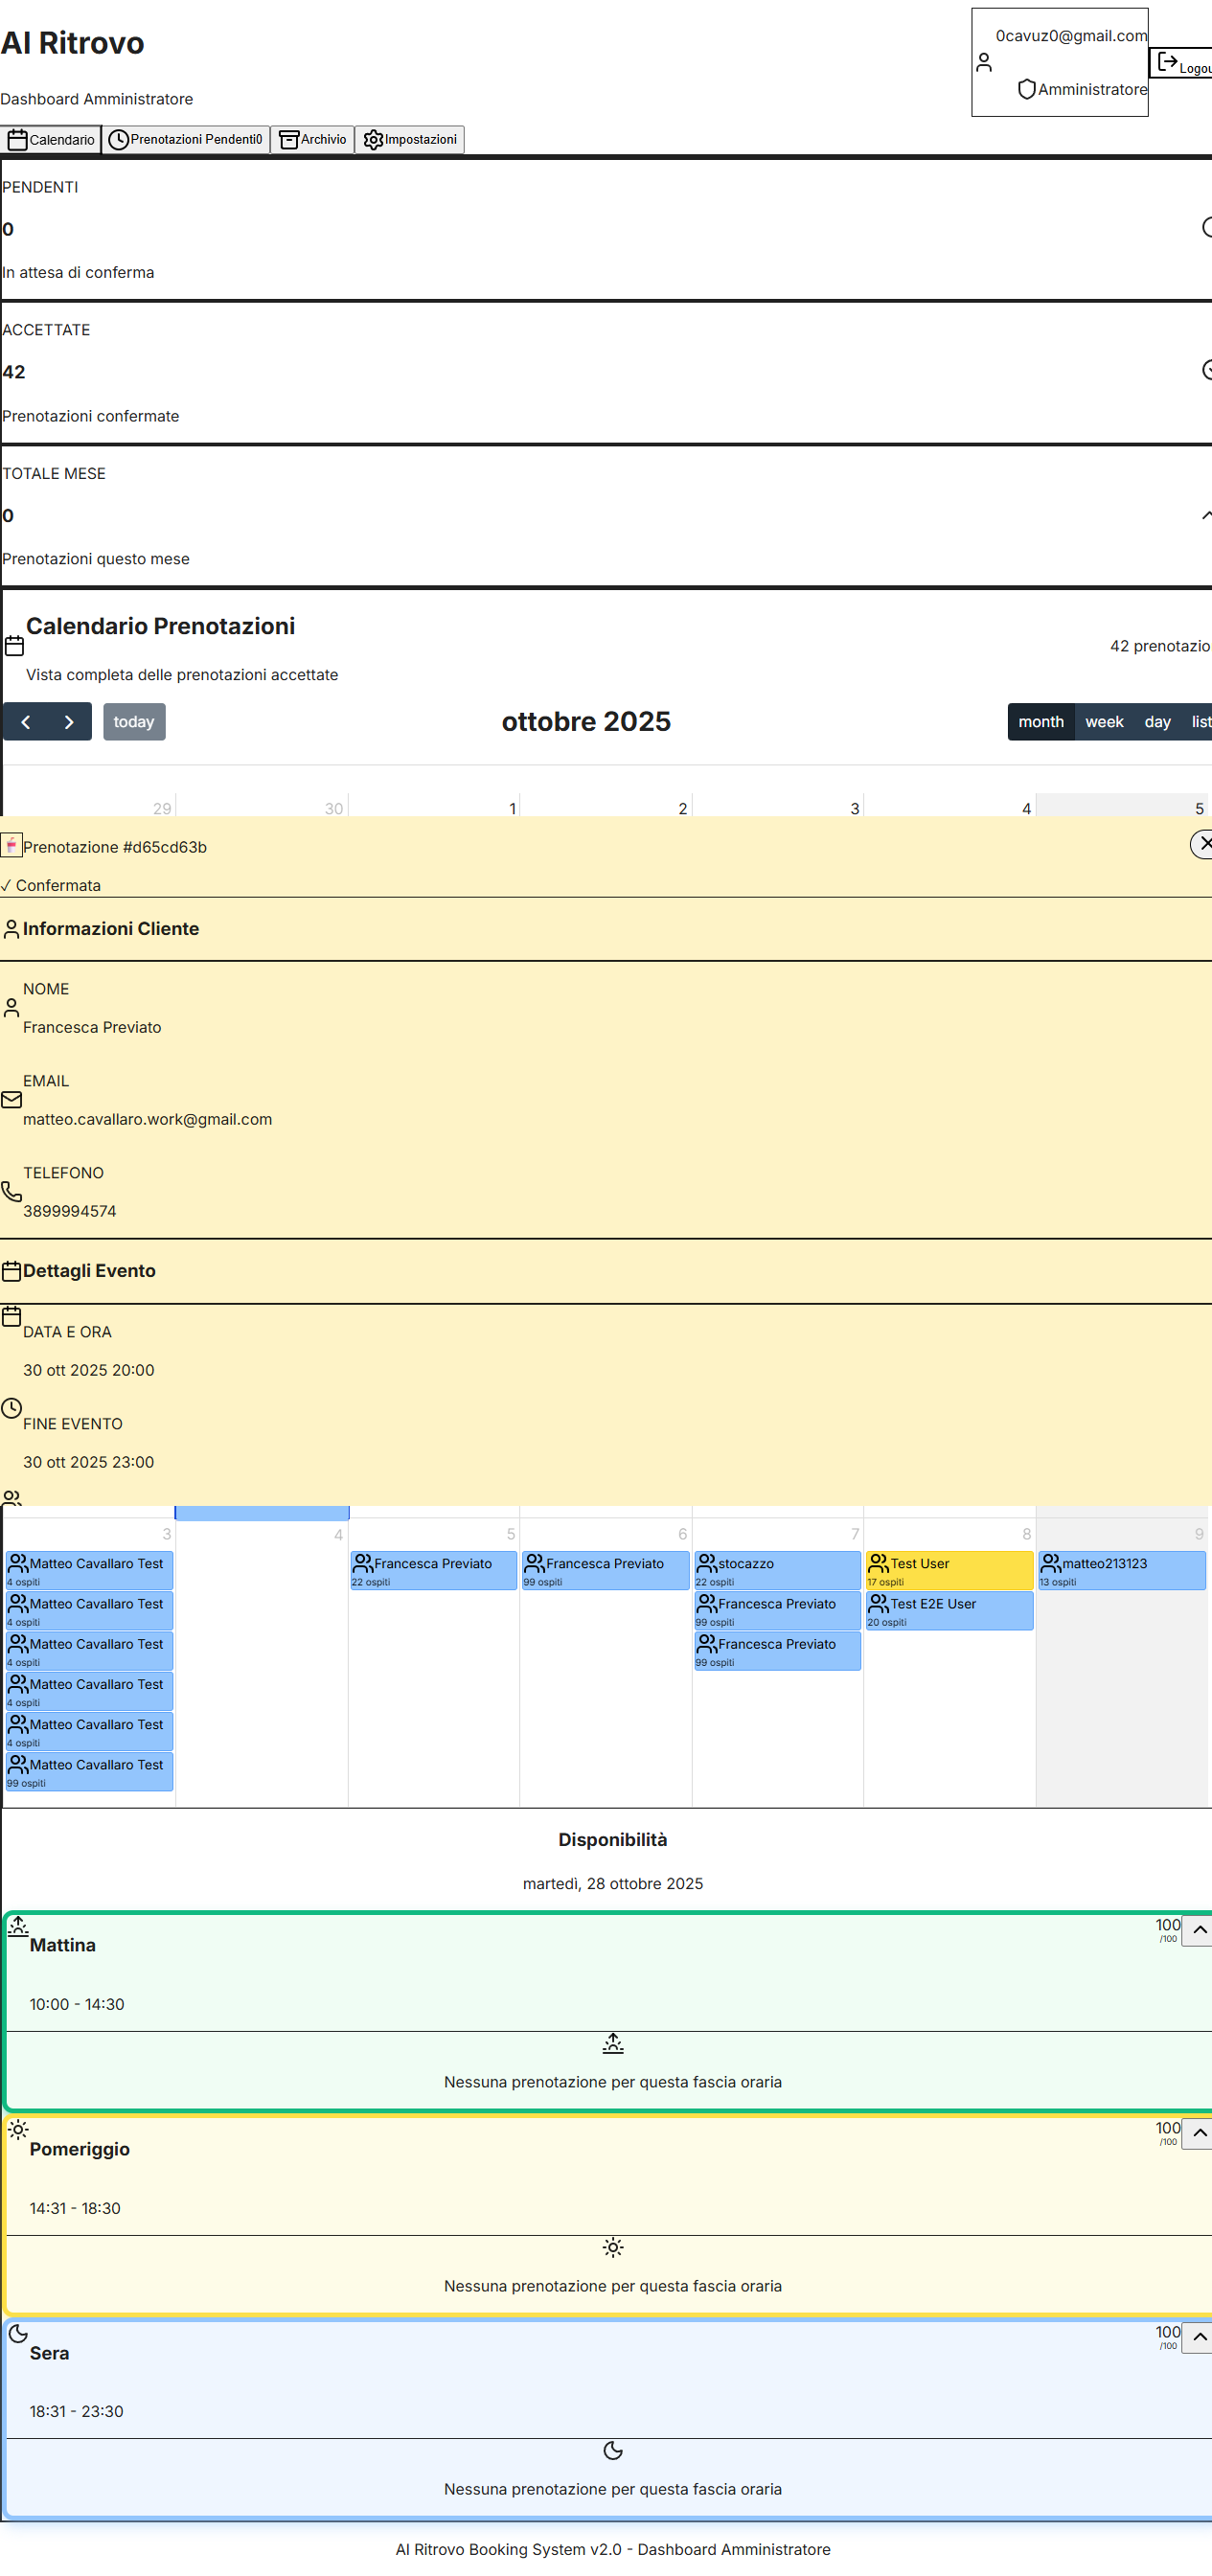 Al Ritrovo
Dashboard Amministratore
0cavuz0@gmail.com
Amministratore
Logou
Calendario
Prenotazioni Pendenti0
Archivio
Impostazioni
PENDENTI
0
In attesa di conferma
ACCETTATE
42
Prenotazioni confermate
TOTALE MESE
0
Prenotazioni questo mese
Calendario Prenotazioni
Vista completa delle prenotazioni accettate
42 prenotazio
today
ottobre 2025
month week day list
29 30 1 2 3 4 5
Prenotazione #d65cd63b
✓ Confermata
Informazioni Cliente
NOME
Francesca Previato
EMAIL
matteo.cavallaro.work@gmail.com
TELEFONO
3899994574
Dettagli Evento
DATA E ORA
30 ott 2025 20:00
FINE EVENTO
30 ott 2025 23:00
3 4 5 6 7 8 9
Matteo Cavallaro Test
4 ospiti
Matteo Cavallaro Test
4 ospiti
Matteo Cavallaro Test
4 ospiti
Matteo Cavallaro Test
4 ospiti
Matteo Cavallaro Test
4 ospiti
Matteo Cavallaro Test
99 ospiti
Francesca Previato
22 ospiti
Francesca Previato
99 ospiti
stocazzo
22 ospiti
Francesca Previato
99 ospiti
Francesca Previato
99 ospiti
Test User
17 ospiti
Test E2E User
20 ospiti
matteo213123
13 ospiti
Disponibilità
martedì, 28 ottobre 2025
Mattina
100
/100
10:00 - 14:30
Nessuna prenotazione per questa fascia oraria
Pomeriggio
100
/100
14:31 - 18:30
Nessuna prenotazione per questa fascia oraria
Sera
100
/100
18:31 - 23:30
Nessuna prenotazione per questa fascia oraria
Al Ritrovo Booking System v2.0 - Dashboard Amministratore